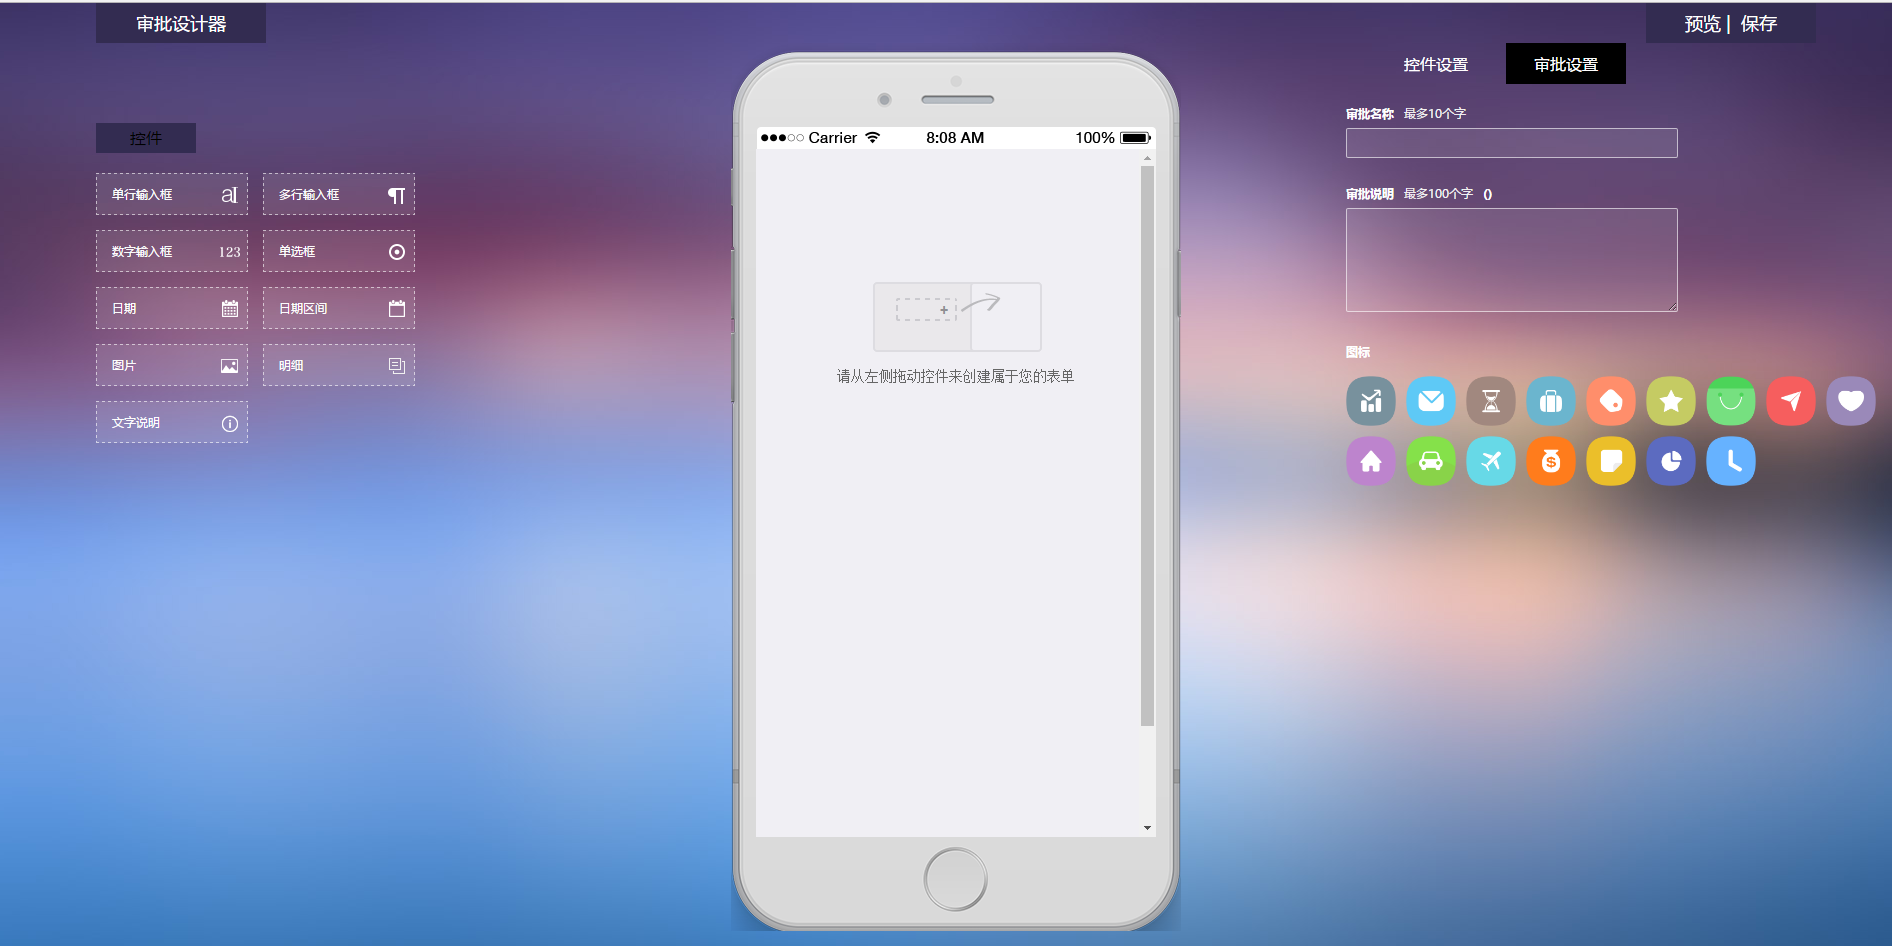 审批设计器
预览 | 保存
控件设置
审批设置
控件
单行输入框 aI
多行输入框
数字输入框 123
单选框
日期
日期区间
图片
明细
文字说明
Carrier 8:08 AM 100%
请从左侧拖动控件来创建属于您的表单
审批名称 最多10个字
审批说明 最多100个字 ()
图标